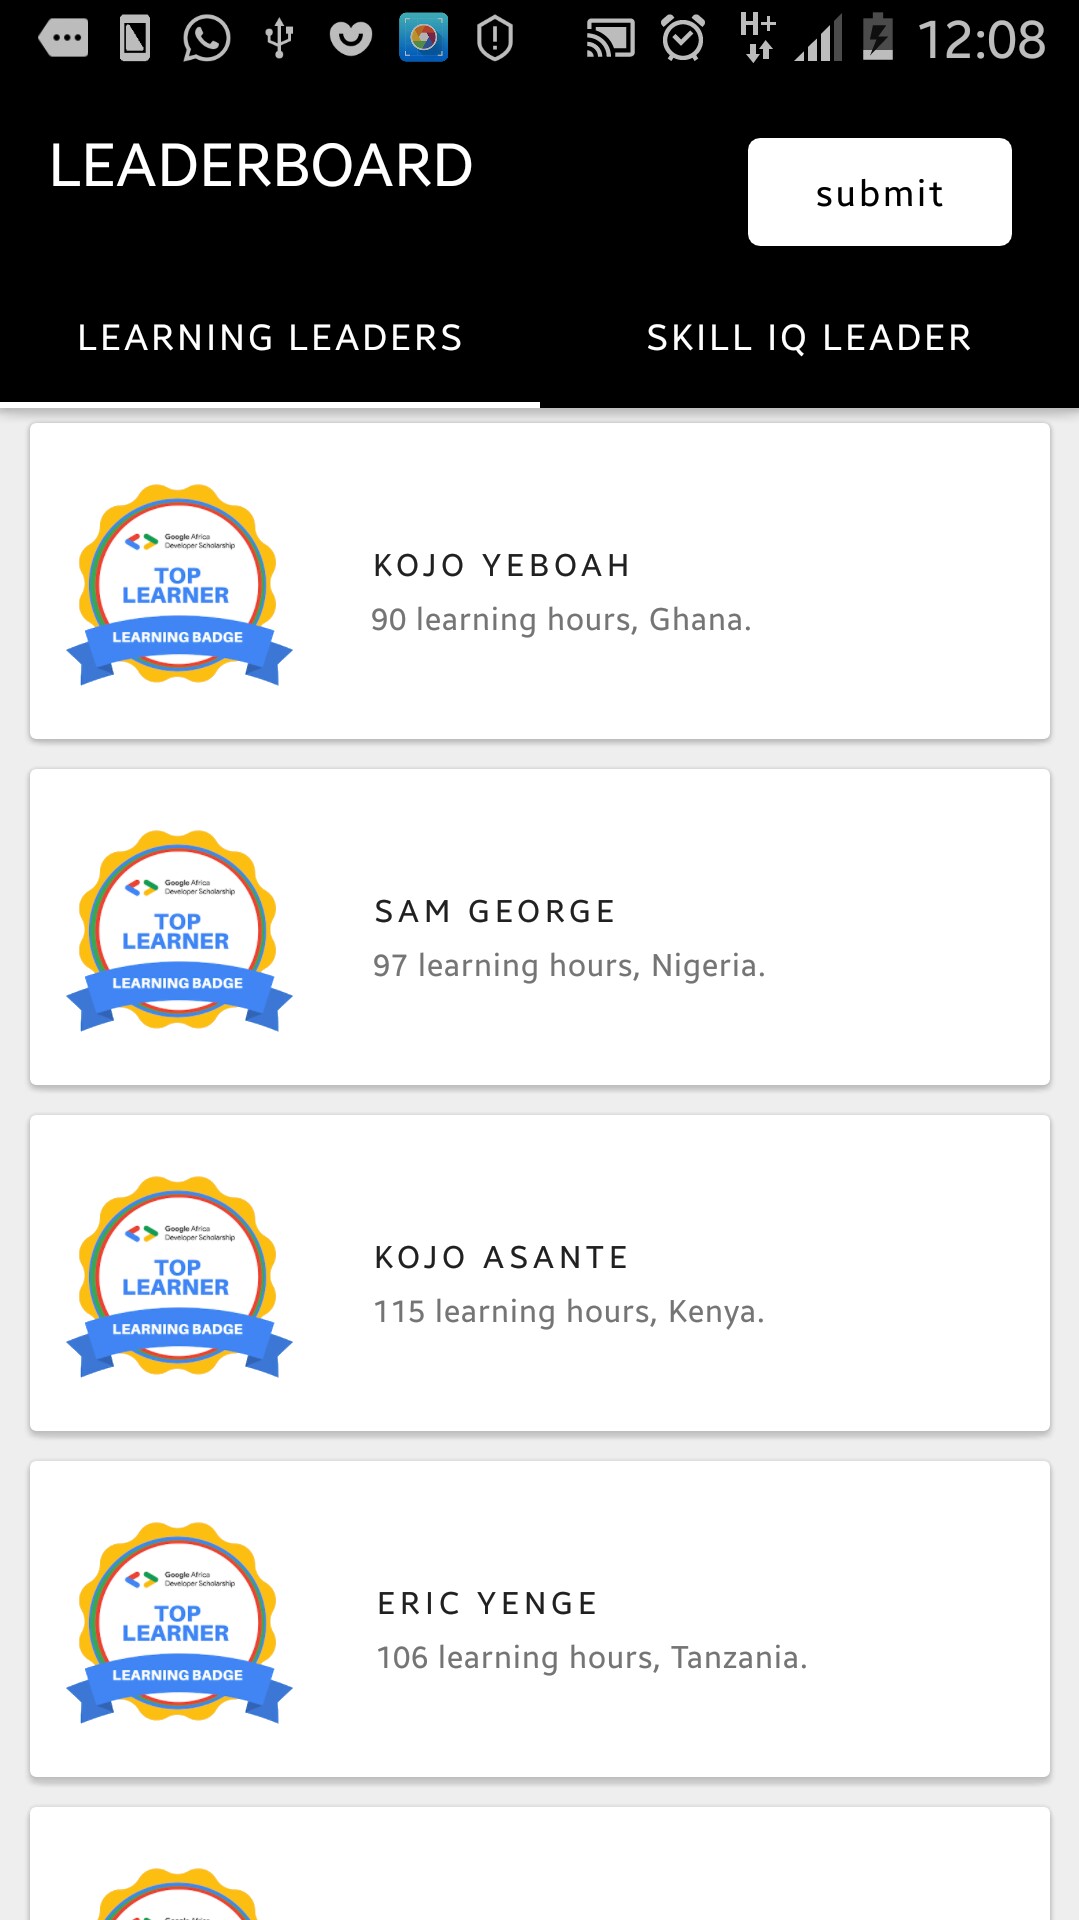 H+ 12:08
LEADERBOARD
submit
LEARNING LEADERS
SKILL IQ LEADER
Google Africa
Developer Scholarship
TOP
LEARNER
LEARNING BADGE
KOJO YEBOAH
90 learning hours, Ghana.
Google Africa
Developer Scholarship
TOP
LEARNER
LEARNING BADGE
SAM GEORGE
97 learning hours, Nigeria.
Google Africa
Developer Scholarship
TOP
LEARNER
LEARNING BADGE
KOJO ASANTE
115 learning hours, Kenya.
Google Africa
Developer Scholarship
TOP
LEARNER
LEARNING BADGE
ERIC YENGE
106 learning hours, Tanzania.